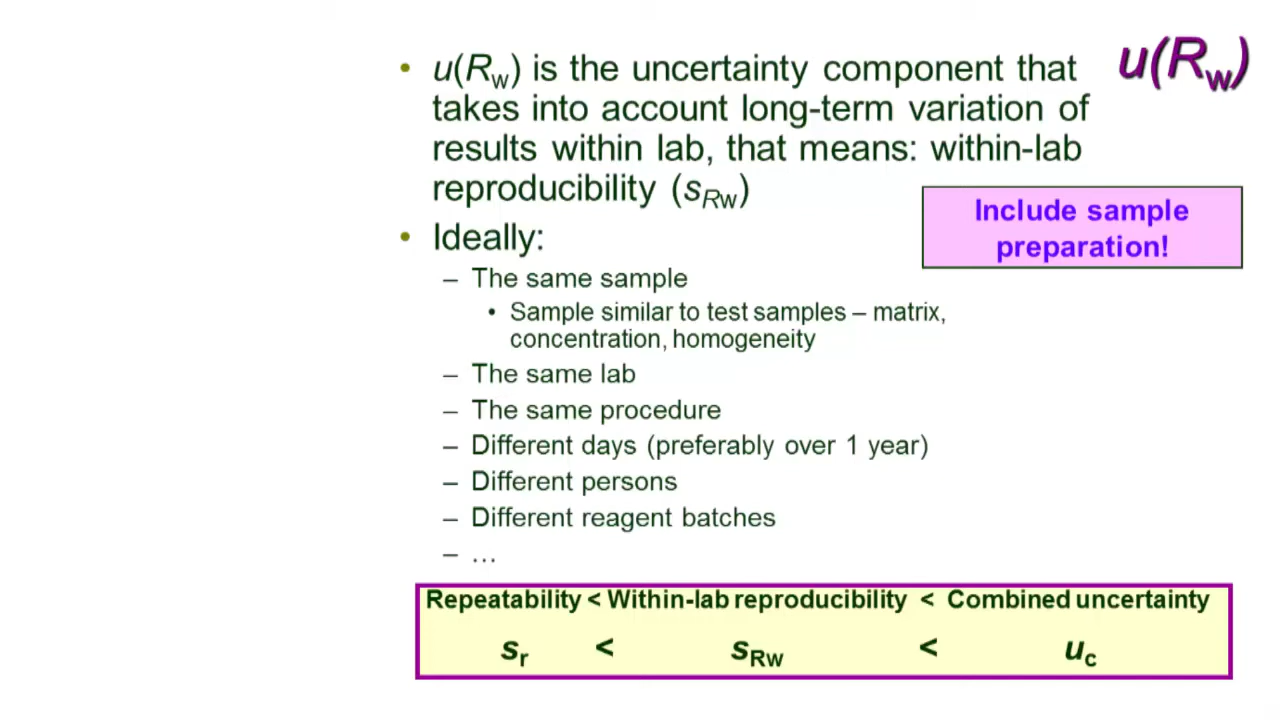 u(Rw)
• u(Rw) is the uncertainty component that
takes into account long-term variation of
results within lab, that means: within-lab
reproducibility (sRw)
Include sample
preparation!
• Ideally:
– The same sample
• Sample similar to test samples – matrix,
concentration, homogeneity
– The same lab
– The same procedure
– Different days (preferably over 1 year)
– Different persons
– Different reagent batches
– …
Repeatability < Within-lab reproducibility < Combined uncertainty
sr < sRw < uc